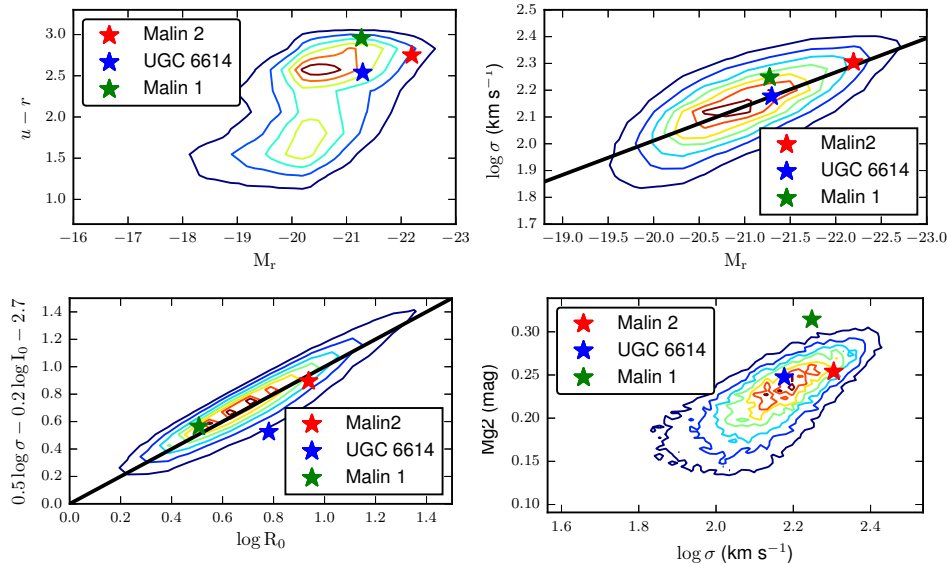 3.0
2.5
2.0
1.5
1.0
u − r
Malin 2
UGC 6614
Malin 1
−16 −17 −18 −19 −20 −21 −22 −23
M_r
2.5
2.4
2.3
2.2
2.1
2.0
1.9
1.8
1.7
log σ (km s⁻¹)
Malin2
UGC 6614
Malin 1
−19.0 −19.5 −20.0 −20.5 −21.0 −21.5 −22.0 −22.5 −23.0
M_r
1.4
1.2
1.0
0.8
0.6
0.4
0.2
0.0
0.5 log σ − 0.2 log I₀ − 2.7
Malin2
UGC 6614
Malin 1
0.0 0.2 0.4 0.6 0.8 1.0 1.2 1.4
log R₀
0.30
0.25
0.20
0.15
0.10
Mg2 (mag)
Malin 2
UGC 6614
Malin 1
1.6 1.8 2.0 2.2 2.4
log σ (km s⁻¹)